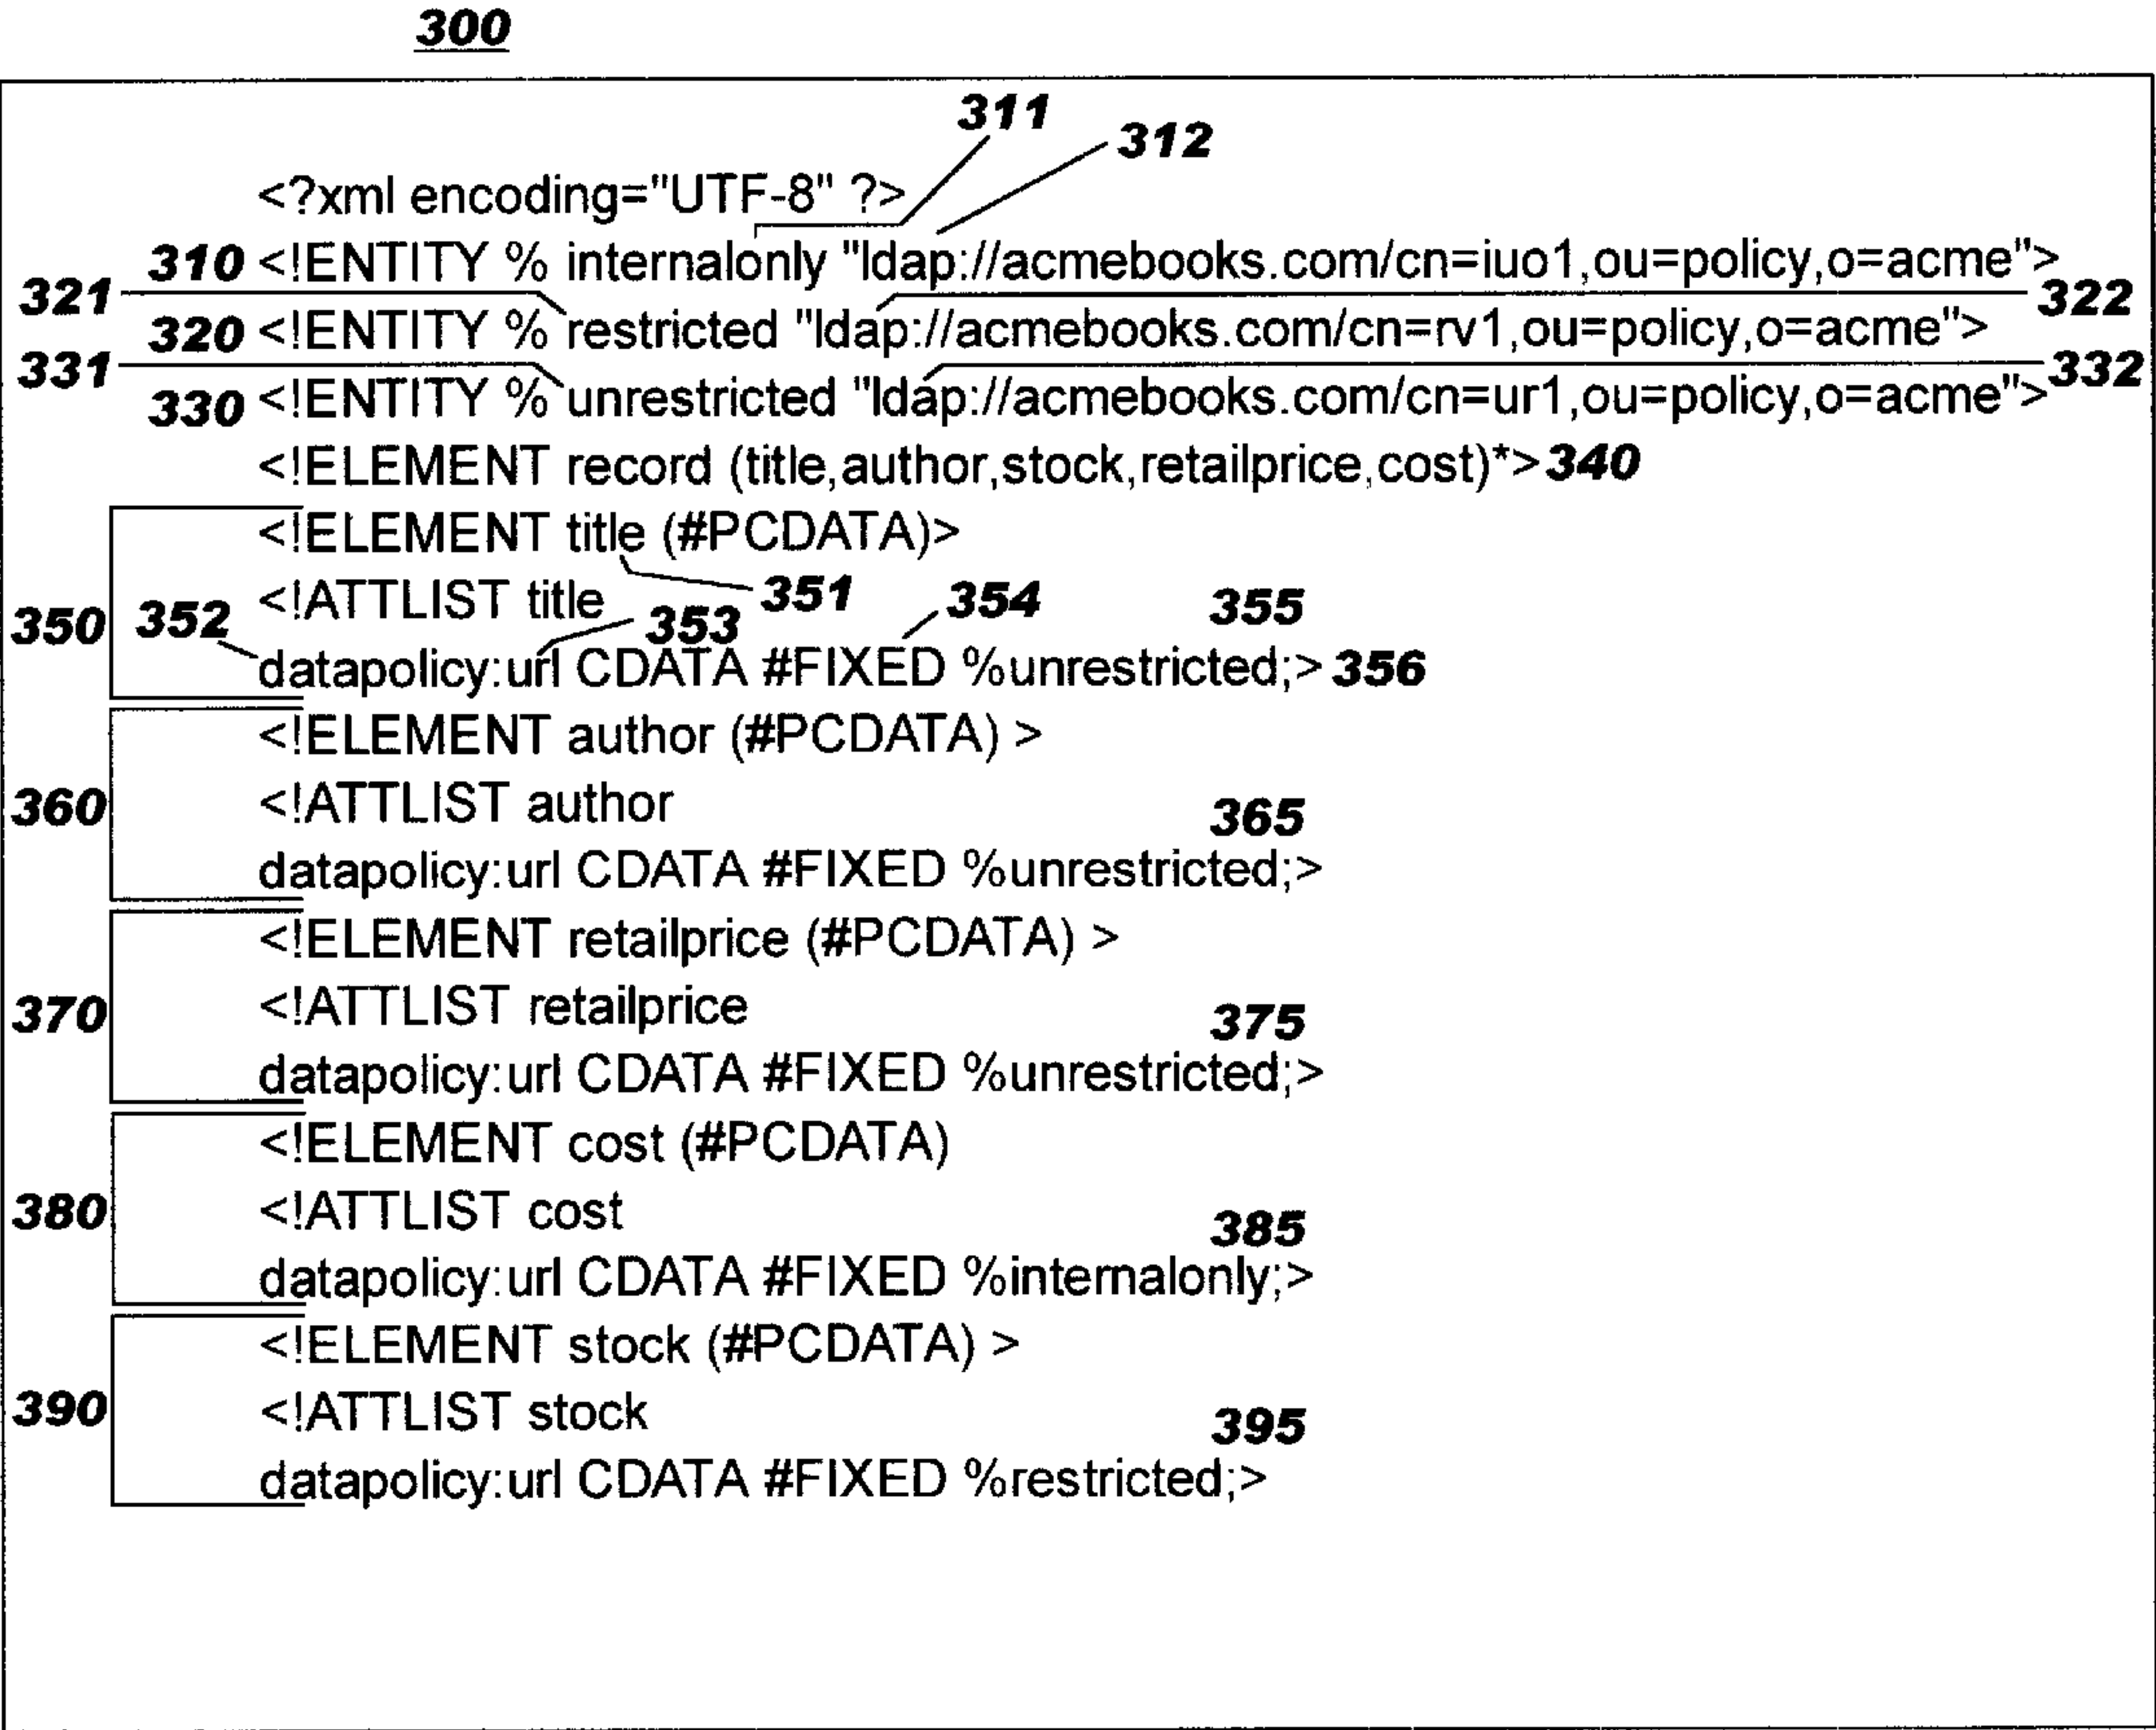 300
311
312
<?xml encoding="UTF-8" ?>
310 <!ENTITY % internalonly "ldap://acmebooks.com/cn=iuo1,ou=policy,o=acme">
321 322
320 <!ENTITY % restricted "ldap://acmebooks.com/cn=rv1,ou=policy,o=acme">
331 332
330 <!ENTITY % unrestricted "ldap://acmebooks.com/cn=ur1,ou=policy,o=acme">
<!ELEMENT record (title,author,stock,retailprice,cost)*> 340
<!ELEMENT title (#PCDATA)>
<!ATTLIST title 351 354 355
350 352 353
datapolicy:url CDATA #FIXED %unrestricted;> 356
<!ELEMENT author (#PCDATA) >
360 <!ATTLIST author 365
datapolicy:url CDATA #FIXED %unrestricted;>
<!ELEMENT retailprice (#PCDATA) >
370 <!ATTLIST retailprice 375
datapolicy:url CDATA #FIXED %unrestricted;>
<!ELEMENT cost (#PCDATA)
380 <!ATTLIST cost 385
datapolicy:url CDATA #FIXED %internalonly;>
<!ELEMENT stock (#PCDATA) >
390 <!ATTLIST stock 395
datapolicy:url CDATA #FIXED %restricted;>